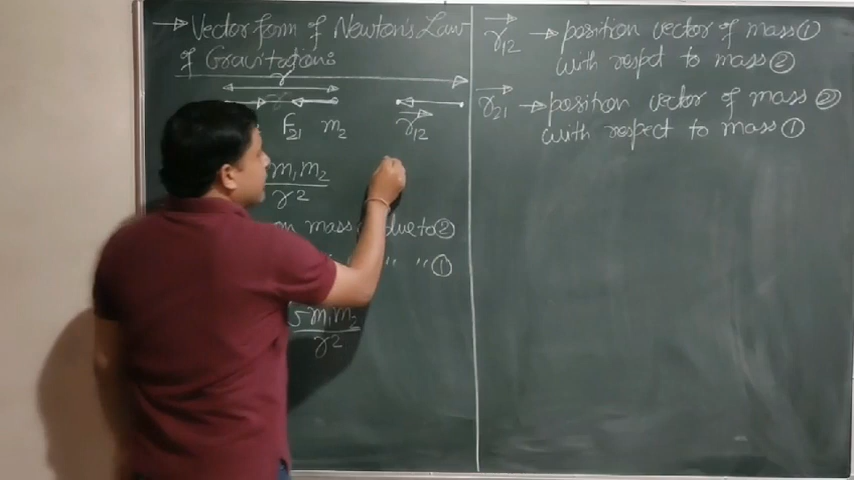 → Vector form of Newton's Law
of Gravitation:
r
F21 m2 r12
m1m2
r2
on mass due to ②
" " ①
m1m2
r2
r12 → position vector of mass ①
with respct to mass ②
r21 → position vector of mass ②
with respect to mass ①